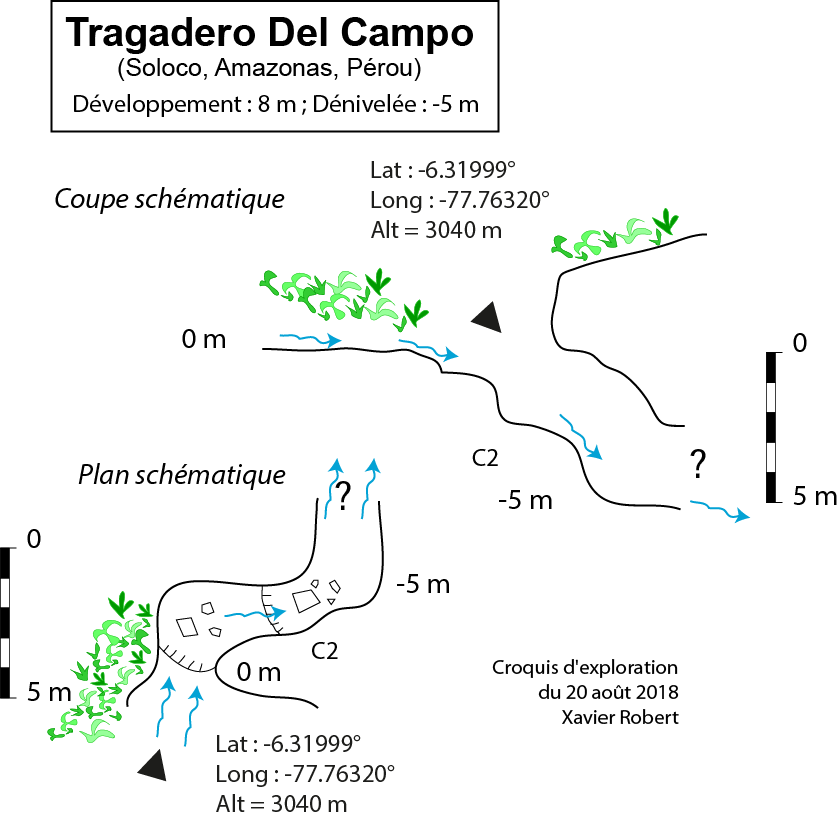 Tragadero Del Campo
(Soloco, Amazonas, Pérou)
Développement : 8 m ; Dénivelée : -5 m
Coupe schématique
Lat : -6.31999°
Long : -77.76320°
Alt = 3040 m
0 m
0
C2
-5 m
?
5 m
Plan schématique
?
0
-5 m
C2
0 m
5 m
Lat : -6.31999°
Long : -77.76320°
Alt = 3040 m
Croquis d'exploration
du 20 août 2018
Xavier Robert